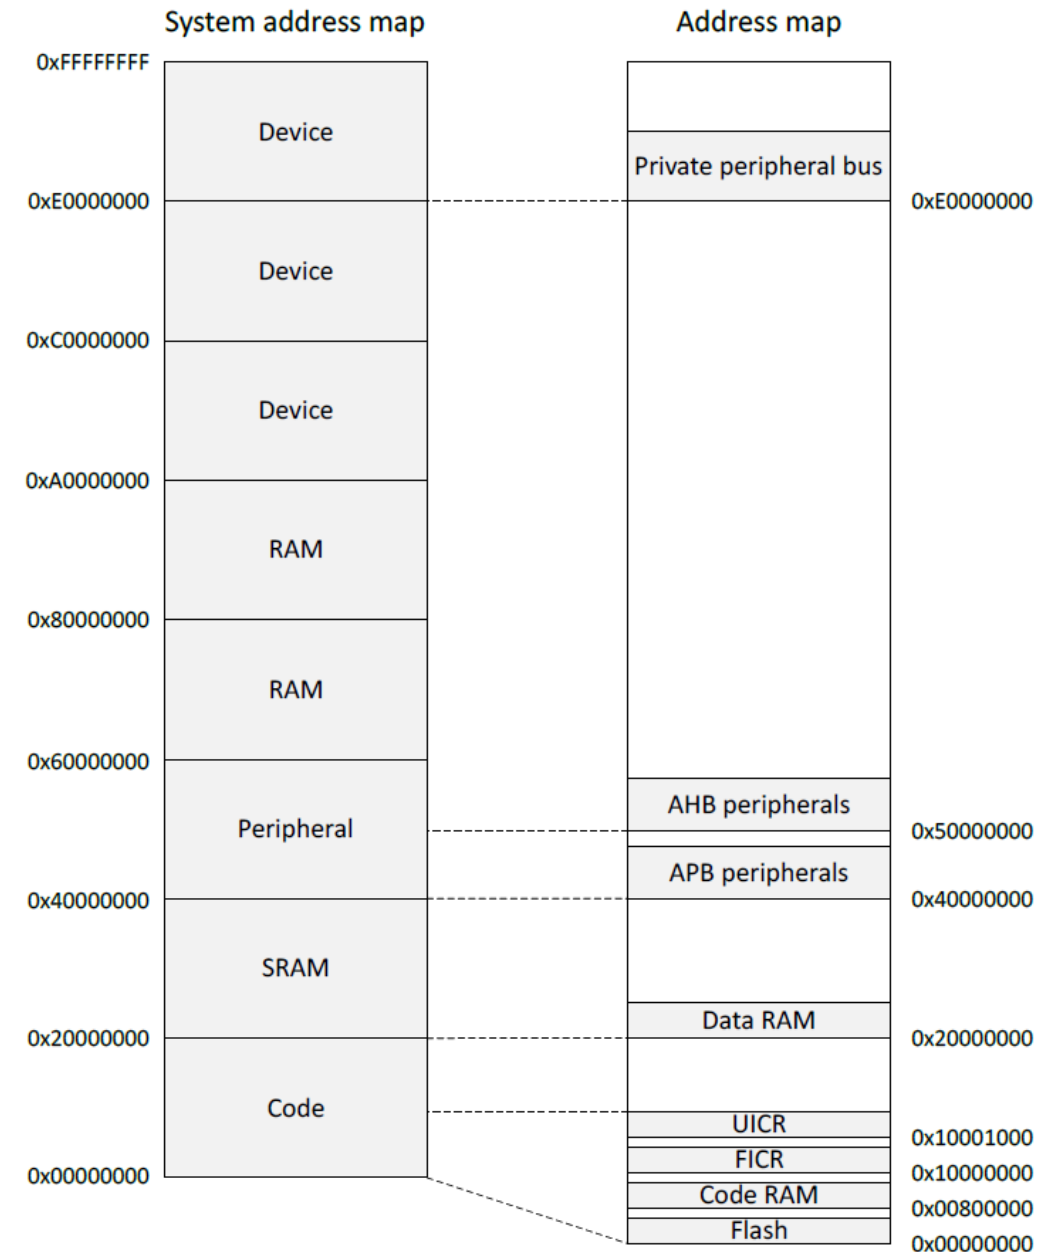 System address map
Address map
0xFFFFFFFF
Device
Private peripheral bus
0xE0000000
0xE0000000
Device
0xC0000000
Device
0xA0000000
RAM
0x80000000
RAM
0x60000000
AHB peripherals
Peripheral
0x50000000
APB peripherals
0x40000000
0x40000000
SRAM
Data RAM
0x20000000
0x20000000
Code
UICR
0x10001000
FICR
0x00000000
0x10000000
Code RAM
0x00800000
Flash
0x00000000